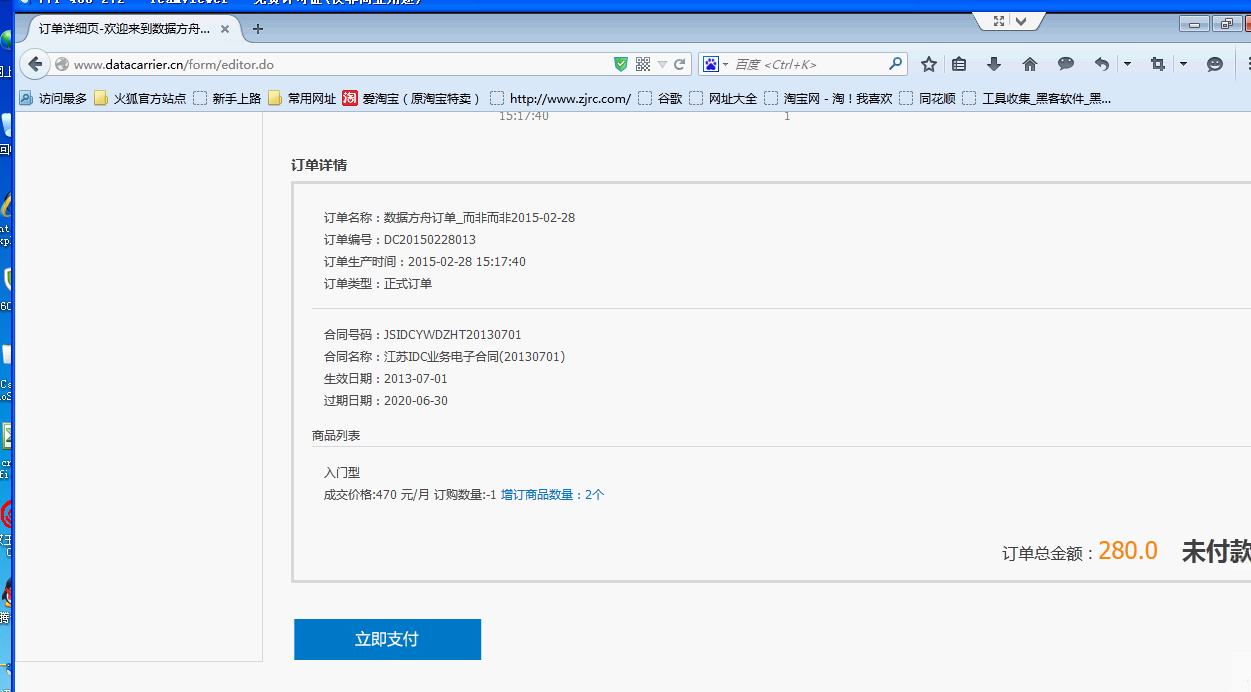 订单详细页-欢迎来到数据方舟...
www.datacarrier.cn/form/editor.do
百度 <Ctrl+K>
访问最多 火狐官方站点 新手上路 常用网址 爱淘宝（原淘宝特卖） http://www.zjrc.com/ 谷歌 网址大全 淘宝网 - 淘！我喜欢 同花顺 工具收集_黑客软件_黑...
15:17:40 1
订单详情
订单名称：数据方舟订单_而非而非2015-02-28
订单编号：DC20150228013
订单生产时间：2015-02-28 15:17:40
订单类型：正式订单
合同号码：JSIDCYWDZHT20130701
合同名称：江苏IDC业务电子合同(20130701)
生效日期：2013-07-01
过期日期：2020-06-30
商品列表
入门型
成交价格:470 元/月 订购数量:-1 增订商品数量：2个
订单总金额：280.0 未付款
立即支付